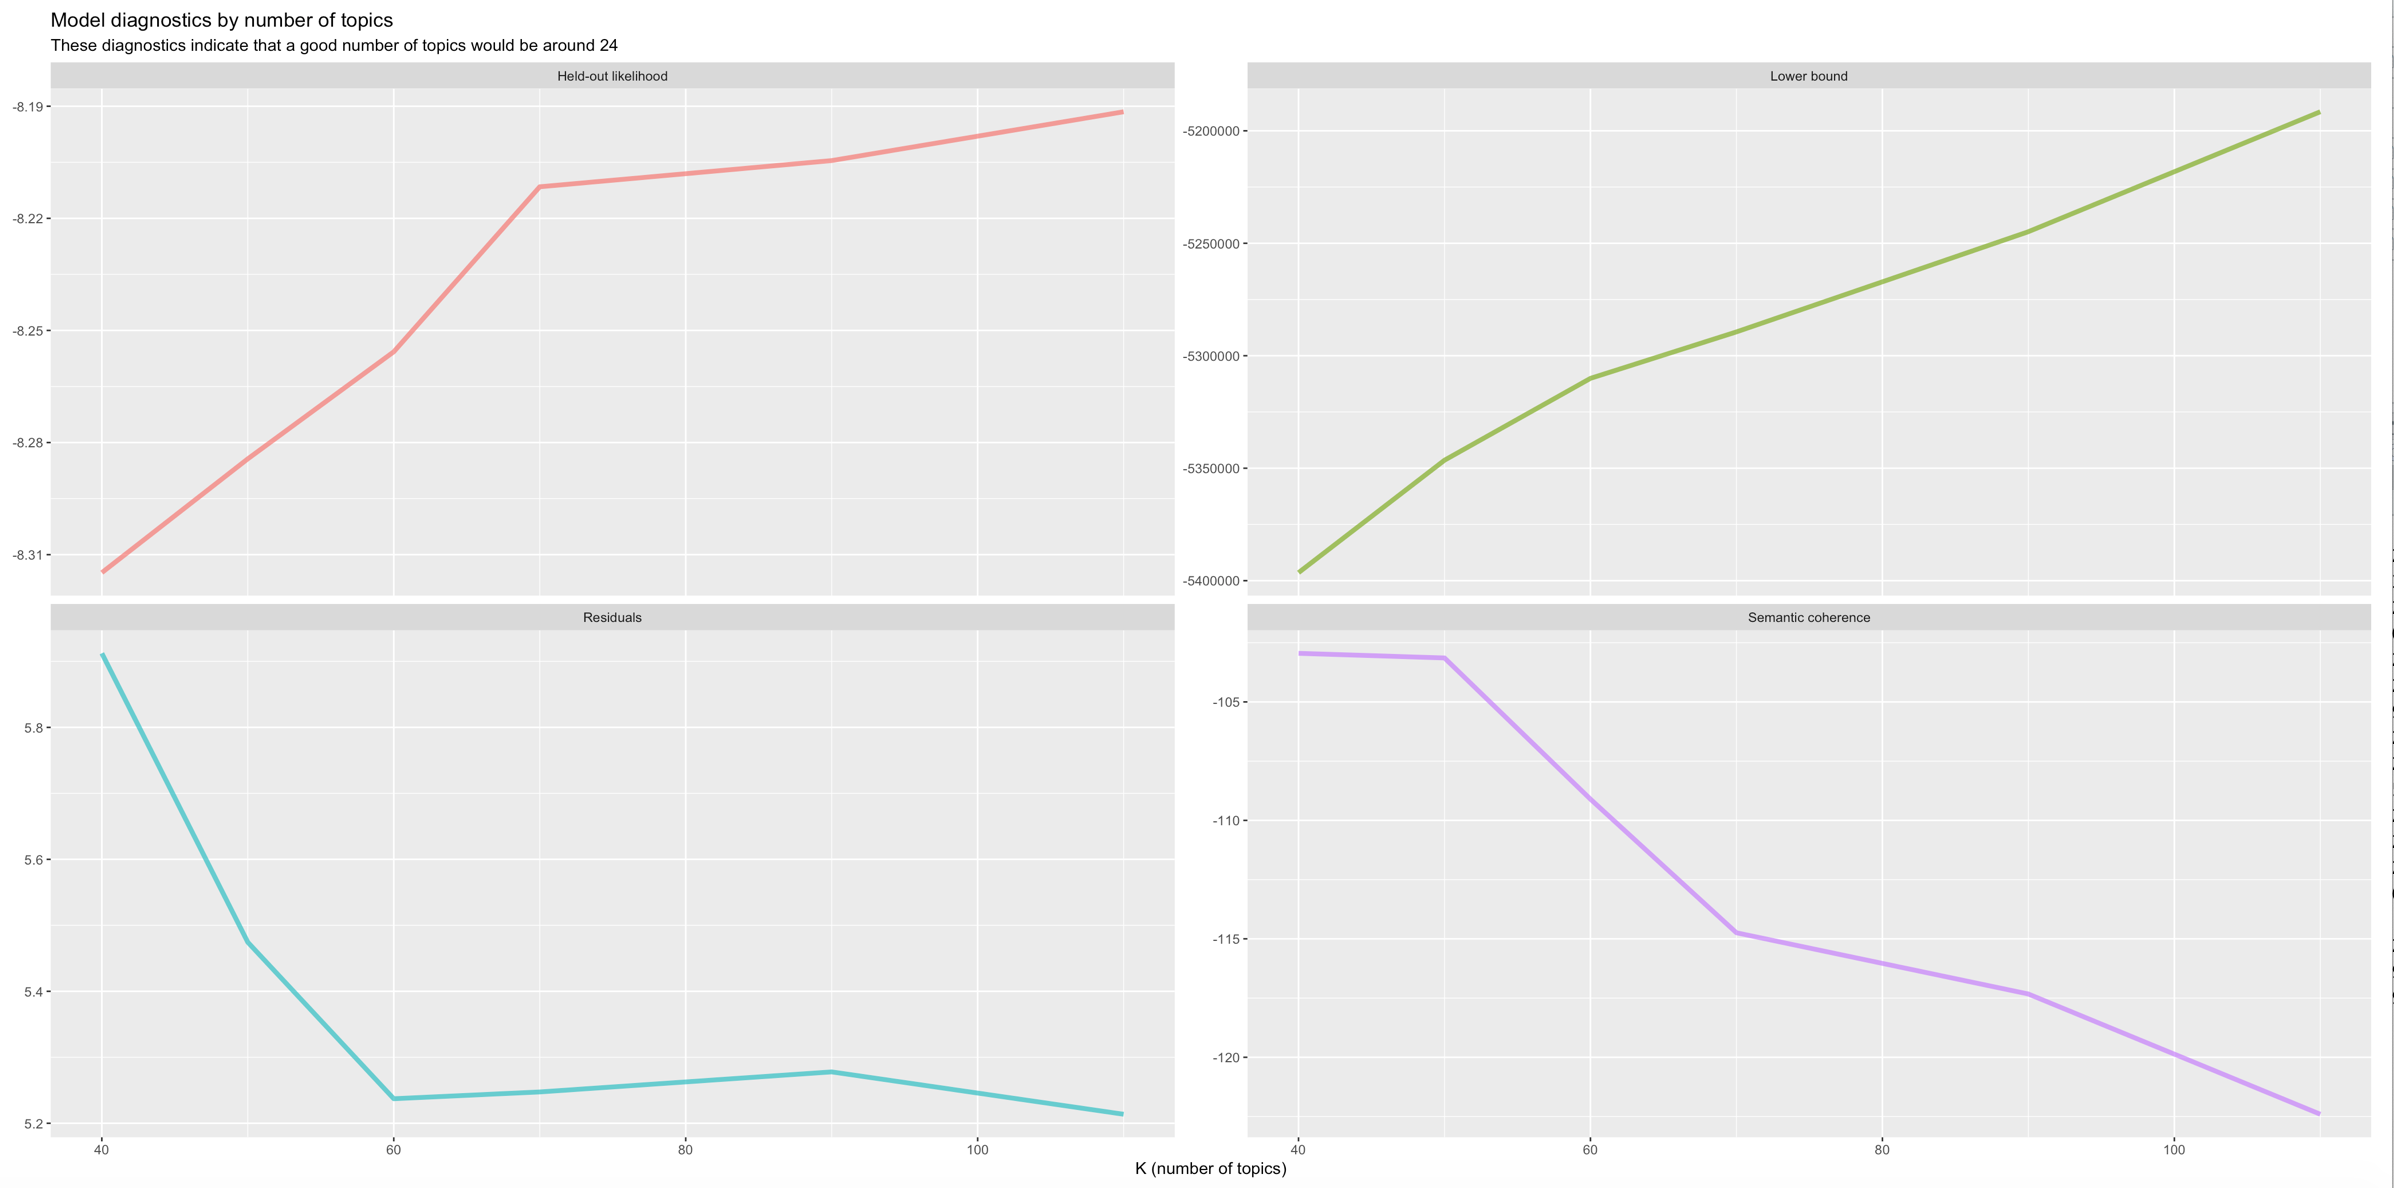 Model diagnostics by number of topics
These diagnostics indicate that a good number of topics would be around 24
Held-out likelihood
-8.19
-8.22
-8.25
-8.28
-8.31
Lower bound
-5200000
-5250000
-5300000
-5350000
-5400000
Residuals
5.8
5.6
5.4
5.2
40 60 80 100
Semantic coherence
-105
-110
-115
-120
40 60 80 100
K (number of topics)